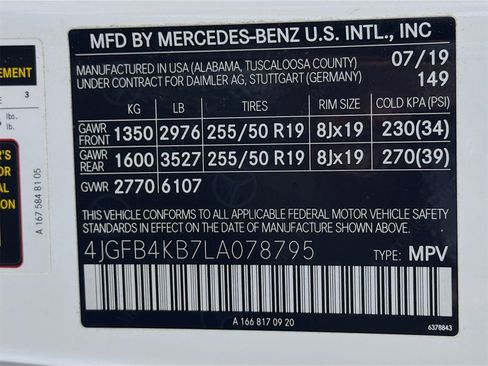 MFD BY MERCEDES-BENZ U.S. INTL., INC
MANUFACTURED IN USA (ALABAMA, TUSCALOOSA COUNTY)
UNDER CONTRACT FOR DAIMLER AG, STUTTGART (GERMANY)
07/19
149
KG LB TIRES RIM SIZE COLD KPA (PSI)
GAWR FRONT 1350 2976 255/50 R19 8Jx19 230(34)
GAWR REAR 1600 3527 255/50 R19 8Jx19 270(39)
GVWR 2770 6107
THIS VEHICLE CONFORMS TO ALL APPLICABLE FEDERAL MOTOR VEHICLE SAFETY
STANDARDS IN EFFECT ON THE DATE OF MANUFACTURE SHOWN ABOVE.
4JGFB4KB7LA078795 TYPE: MPV
A 166 817 09 20
6378843
EMENT
3
lbs.
A 167 584 81 05